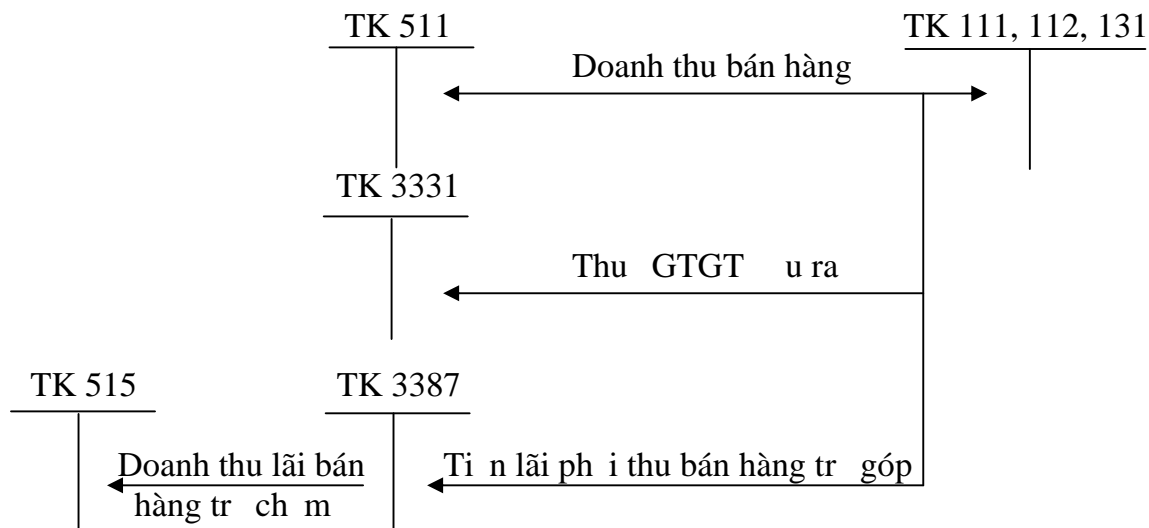 TK 511
TK 111, 112, 131
Doanh thu bán hàng
TK 3331
Thu GTGT u ra
TK 515
TK 3387
Doanh thu lãi bán
hàng tr ch m
Ti n lãi ph i thu bán hàng tr góp